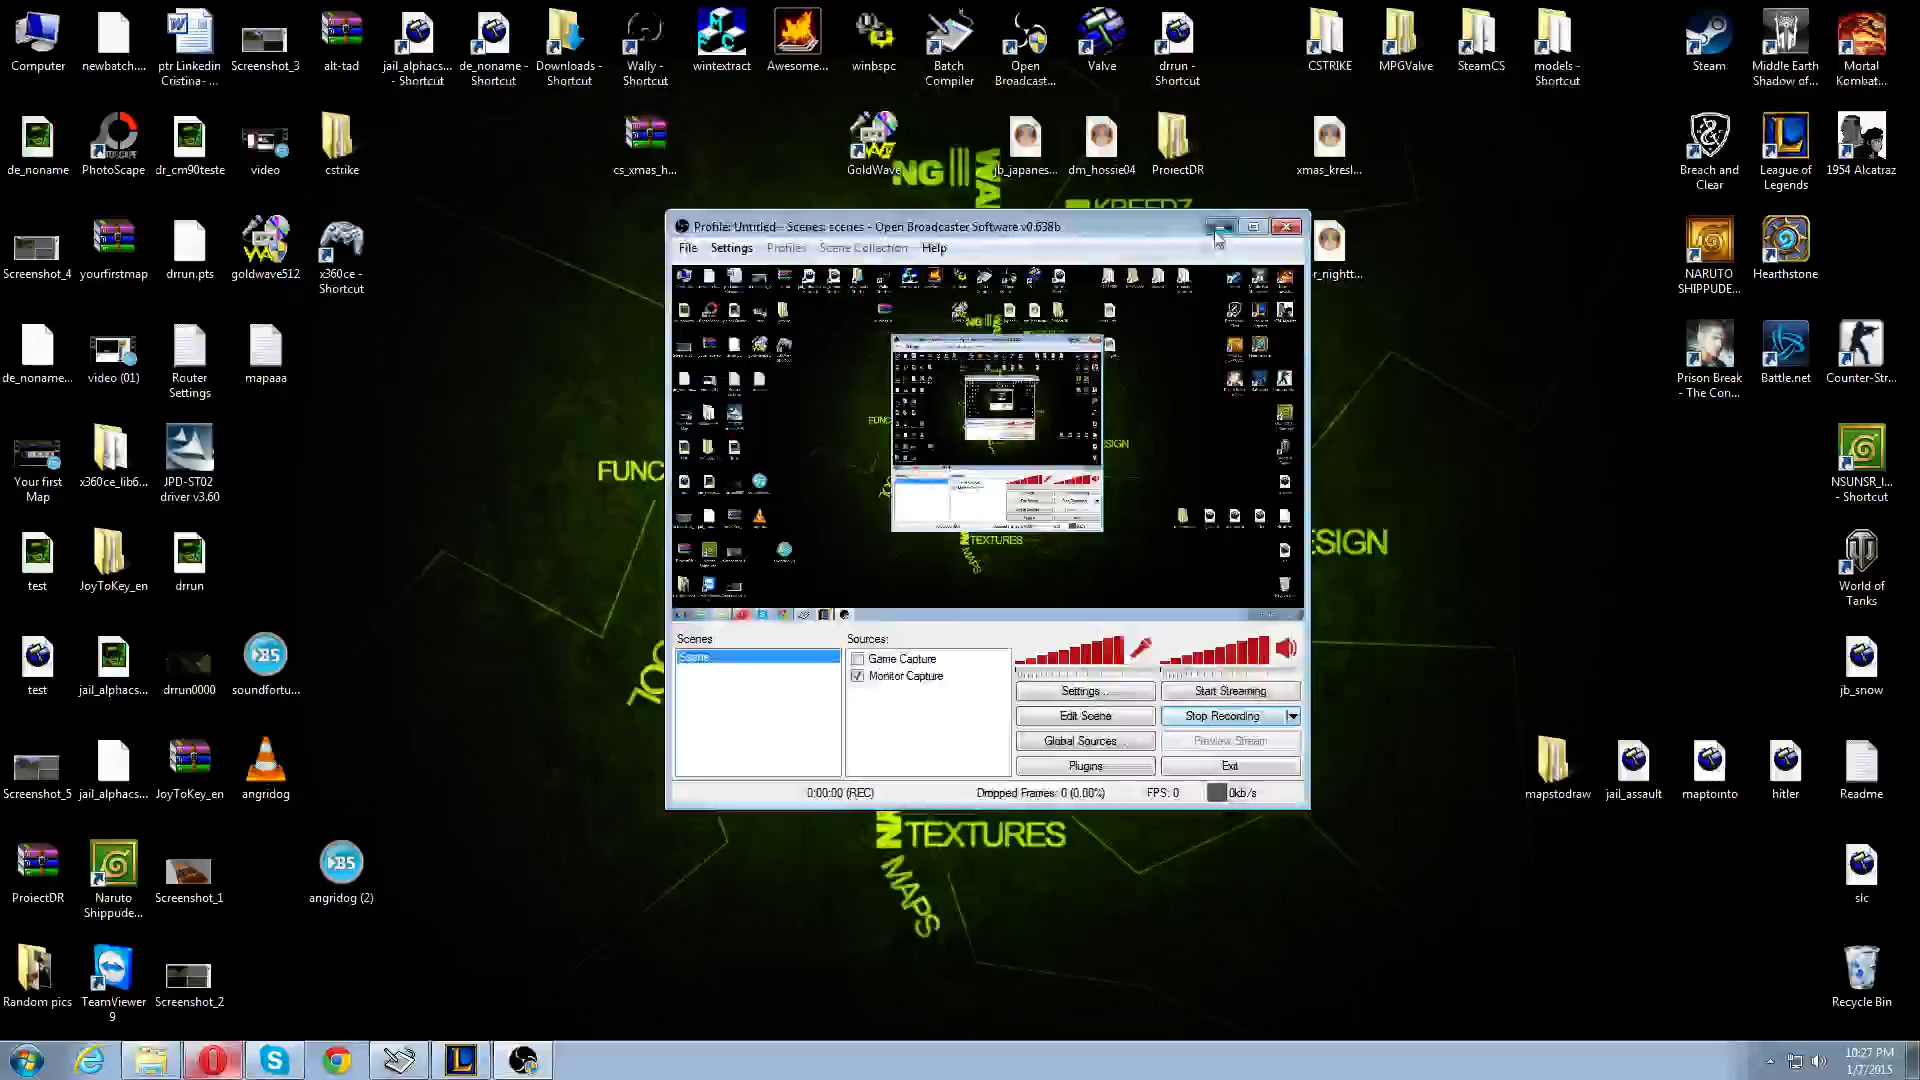 Computer
newbatch....
ptr Linkedin
Cristina- ...
Screenshot_3
alt-tad
jail_alphacs...
- Shortcut
de_noname -
Shortcut
Downloads -
Shortcut
Wally -
Shortcut
wintextract
Awesome...
winbspc
Batch
Compiler
Open
Broadcast...
Valve
drrun -
Shortcut
CSTRIKE
MPGValve
SteamCS
models -
Shortcut
Steam
Middle Earth
Shadow of...
Mortal
Kombat...
de_noname
PhotoScape
dr_cm90teste
video
cstrike
cs_xmas_h...
GoldWave
jb_japanes...
dm_hossie04
ProiectDR
xmas_kresl...
Breach and
Clear
League of
Legends
1954 Alcatraz
Screenshot_4
yourfirstmap
drrun.pts
goldwave512
x360ce -
Shortcut
NARUTO
SHIPPUDE...
Hearthstone
de_noname...
video (01)
Router
Settings
mapaaa
Prison Break
- The Con...
Battle.net
Counter-Str...
Your first
Map
x360ce_lib6...
JPD-ST02
driver v3.60
NSUNSR_I...
- Shortcut
test
JoyToKey_en
drrun
World of
Tanks
test
jail_alphacs...
drrun0000
soundfortu...
jb_snow
Screenshot_5
jail_alphacs...
JoyToKey_en
angridog
mapstodraw
jail_assault
maptointo
hitler
Readme
ProiectDR
Naruto
Shippude...
Screenshot_1
angridog (2)
slc
Random pics
TeamViewer
9
Screenshot_2
Recycle Bin
KREEDZ
FUNC
TEXTURES
MAPS
Profile: Untitled - Scenes: scenes - Open Broadcaster Software v0.638b
File Settings Profiles Scene Collection Help
Scenes
Sources:
Scene
Game Capture
Monitor Capture
Settings...
Start Streaming
Edit Scene
Stop Recording
Global Sources...
Preview Stream
Plugins
Exit
0:00:00 (REC)
Dropped Frames: 0 (0.00%)
FPS: 0
0kb/s
10:27 PM
1/7/2015